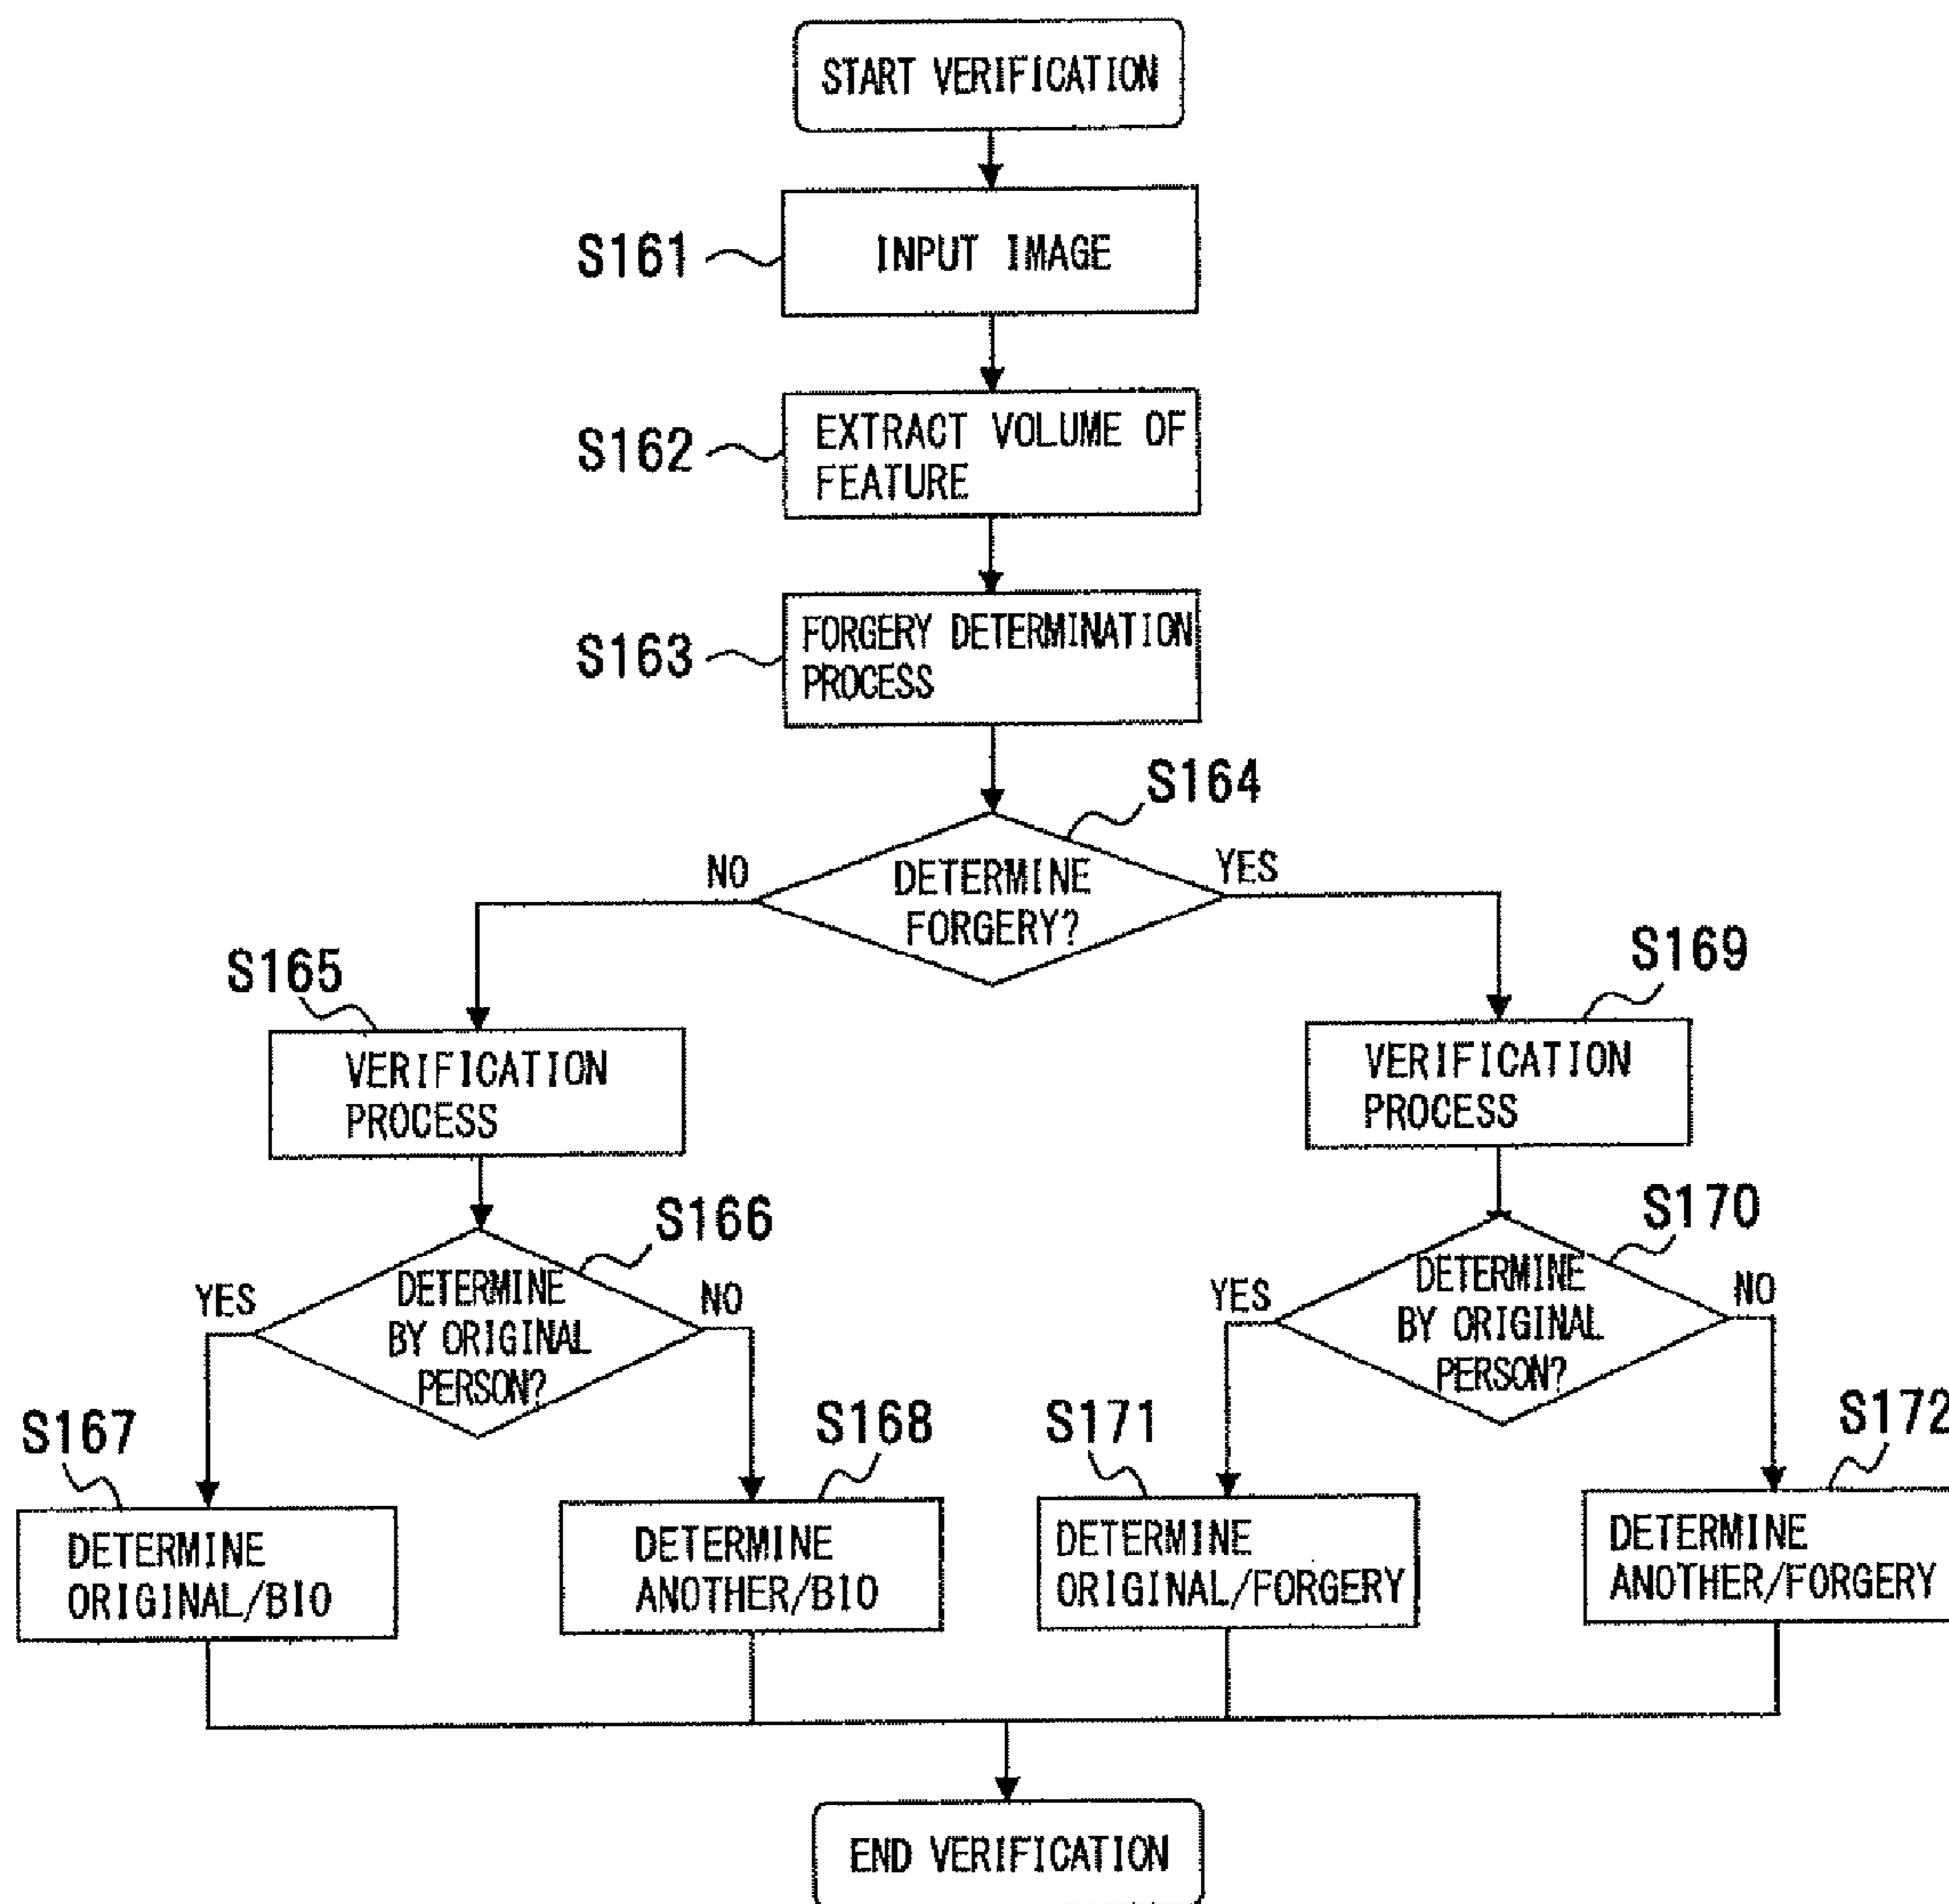 START VERIFICATION
S161
INPUT IMAGE
S162
EXTRACT VOLUME OF
FEATURE
S163
FORGERY DETERMINATION
PROCESS
S164
NO
YES
DETERMINE
FORGERY?
S165
VERIFICATION
PROCESS
S169
VERIFICATION
PROCESS
S166
YES
NO
DETERMINE
BY ORIGINAL
PERSON?
S170
YES
NO
DETERMINE
BY ORIGINAL
PERSON?
S167
DETERMINE
ORIGINAL/BIO
S168
DETERMINE
ANOTHER/BIO
S171
DETERMINE
ORIGINAL/FORGERY
S172
DETERMINE
ANOTHER/FORGERY
END VERIFICATION